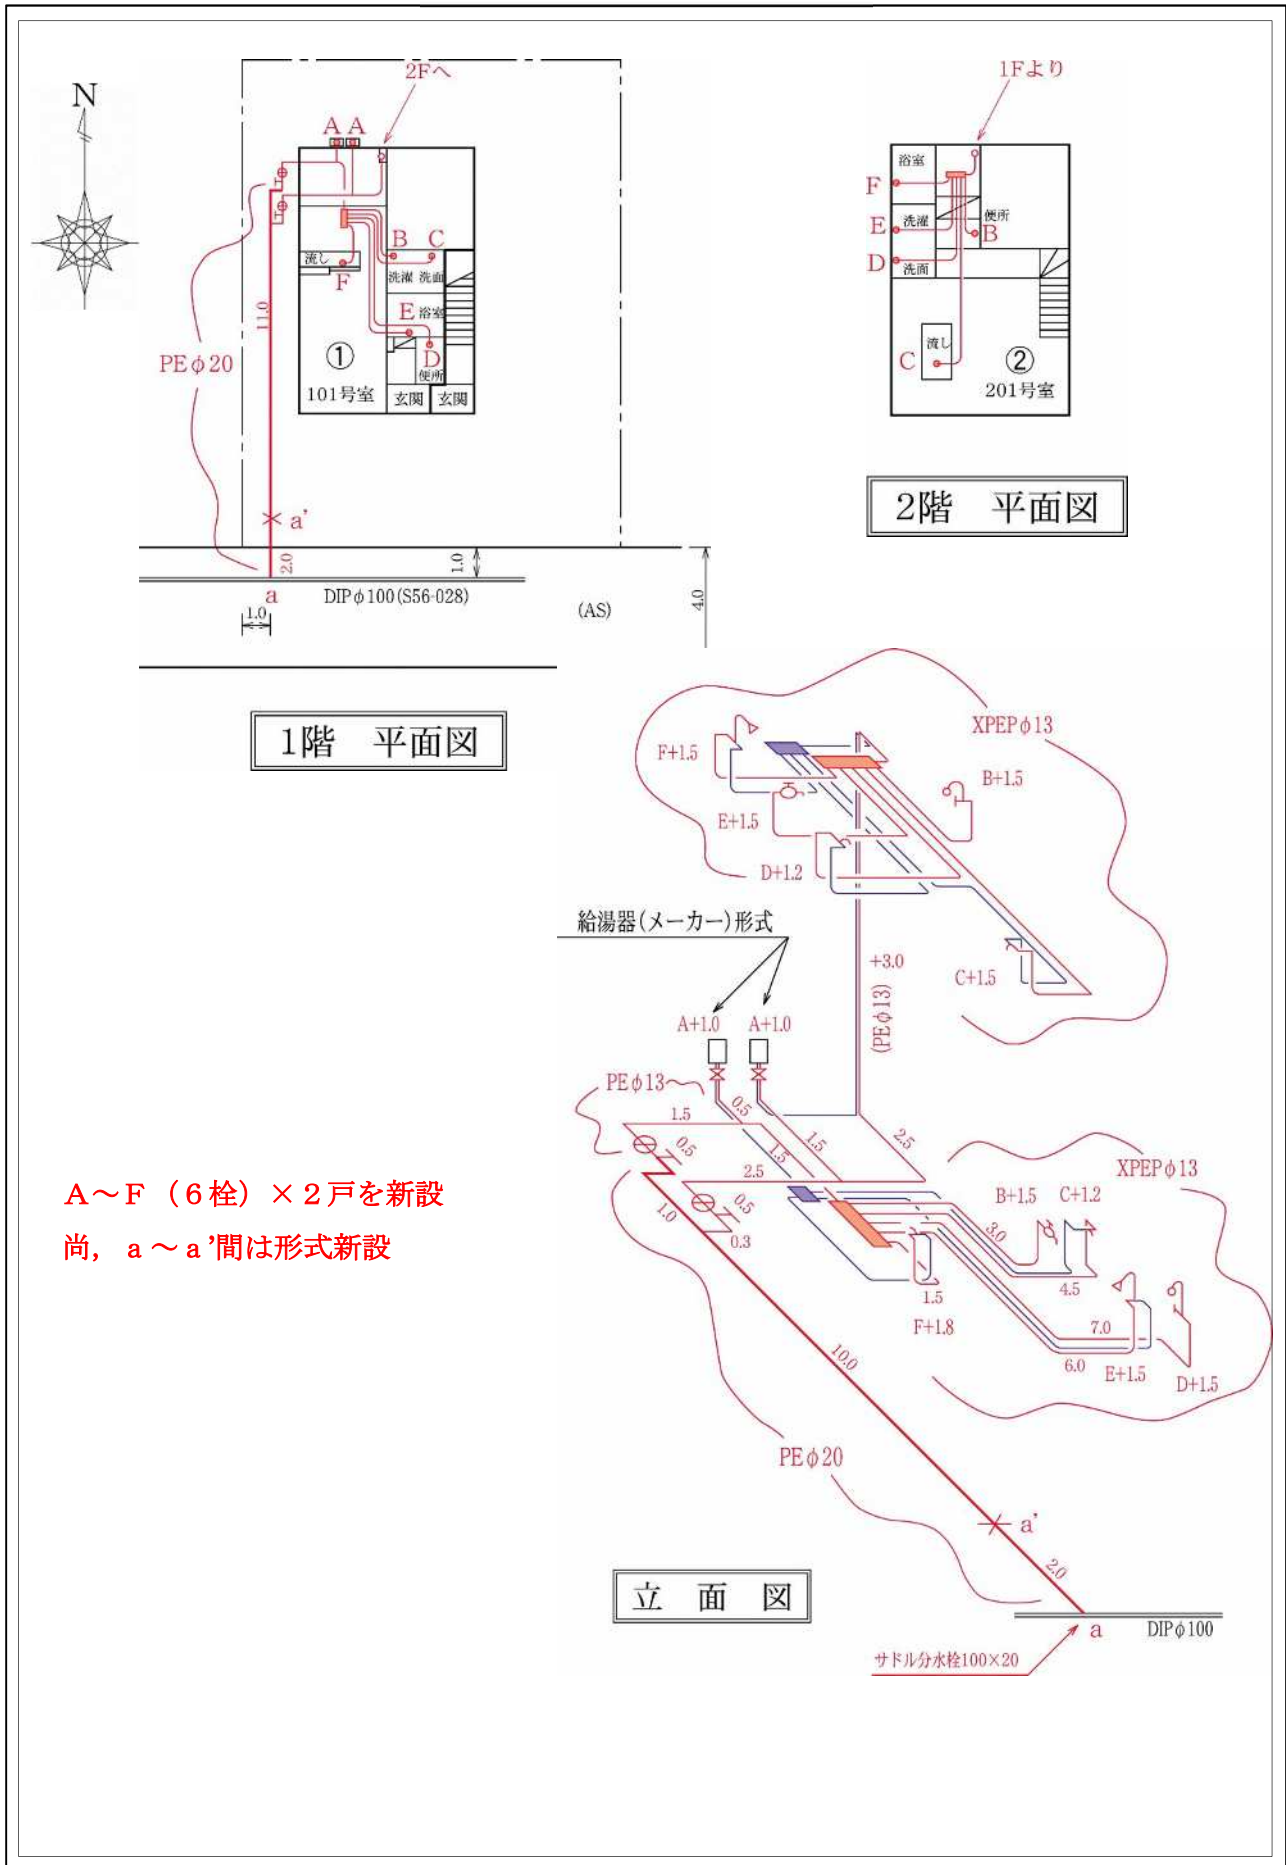 N
2Fへ
A A
流し
F
B C
洗濯 洗面
E 浴室
D
便所
①
101号室
玄関 玄関
PEφ20
11.0
a'
2.0
1.0
a
DIPφ100(S56-028)
(AS)
4.0
1.0
1階 平面図
1Fより
浴室
F
洗濯
E
便所
B
D
洗面
流し
C
②
201号室
2階 平面図
XPEPφ13
F+1.5
B+1.5
E+1.5
D+1.2
C+1.5
給湯器(メーカー)形式
+3.0
(PEφ13)
A+1.0 A+1.0
PEφ13
1.5
0.5
0.5
1.5
1.5
2.5
2.5
0.5
1.0
0.3
XPEPφ13
B+1.5 C+1.2
3.0
4.5
1.5
F+1.8
7.0
6.0
E+1.5
D+1.5
10.0
PEφ20
a'
2.0
a
DIPφ100
サドル分水栓100×20
立面図
A～F（6栓）×2戸を新設
尚，a～a’間は形式新設